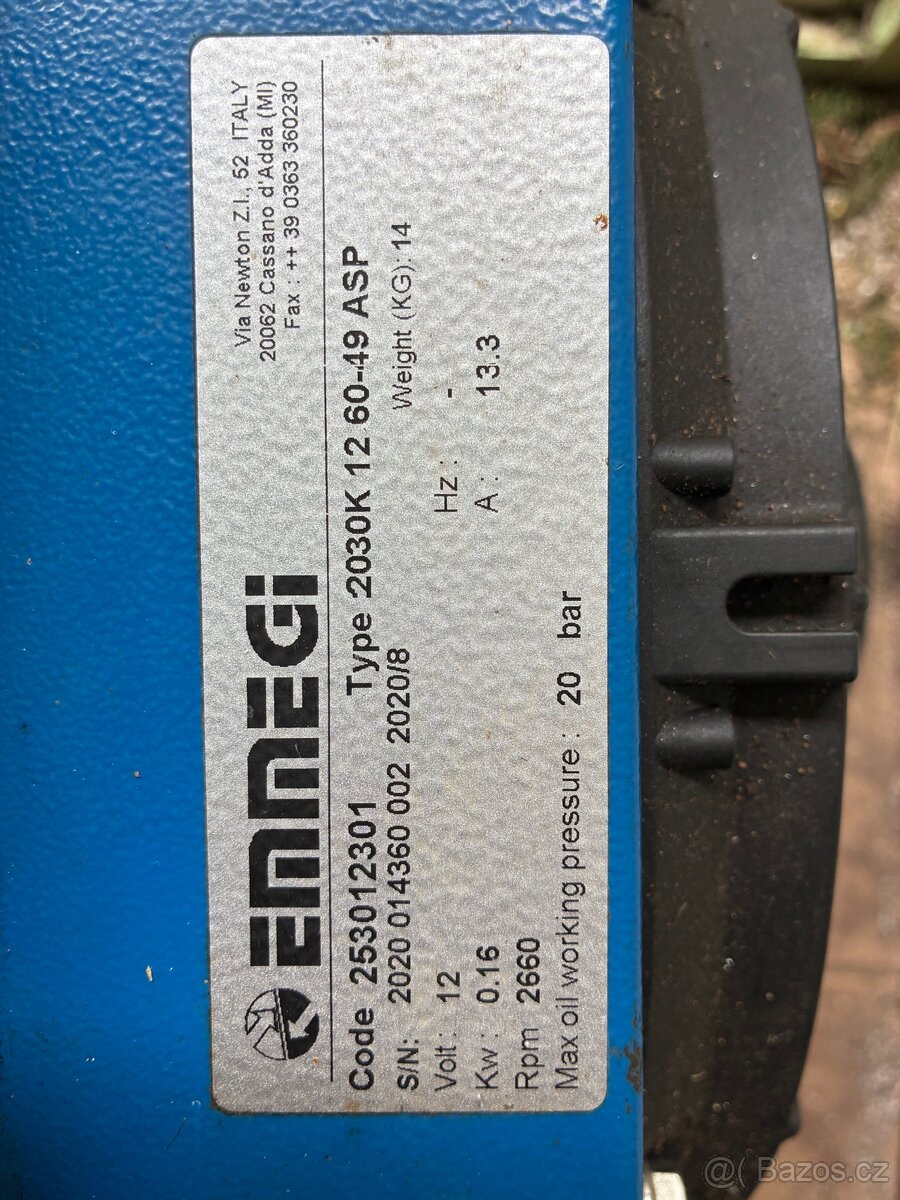 EMMEGi
Via Newton Z.I., 52 ITALY
20062 Cassano d'Adda (MI)
Fax : ++ 39 0363 360230
Code 253012301 Type 2030K 12 60-49 ASP
S/N: 2020 014360 002 2020/8 Weight (KG): 14
Volt : 12 Hz : -
Kw : 0.16 A : 13.3
Rpm 2660
Max oil working pressure : 20 bar
@( Bazos.cz